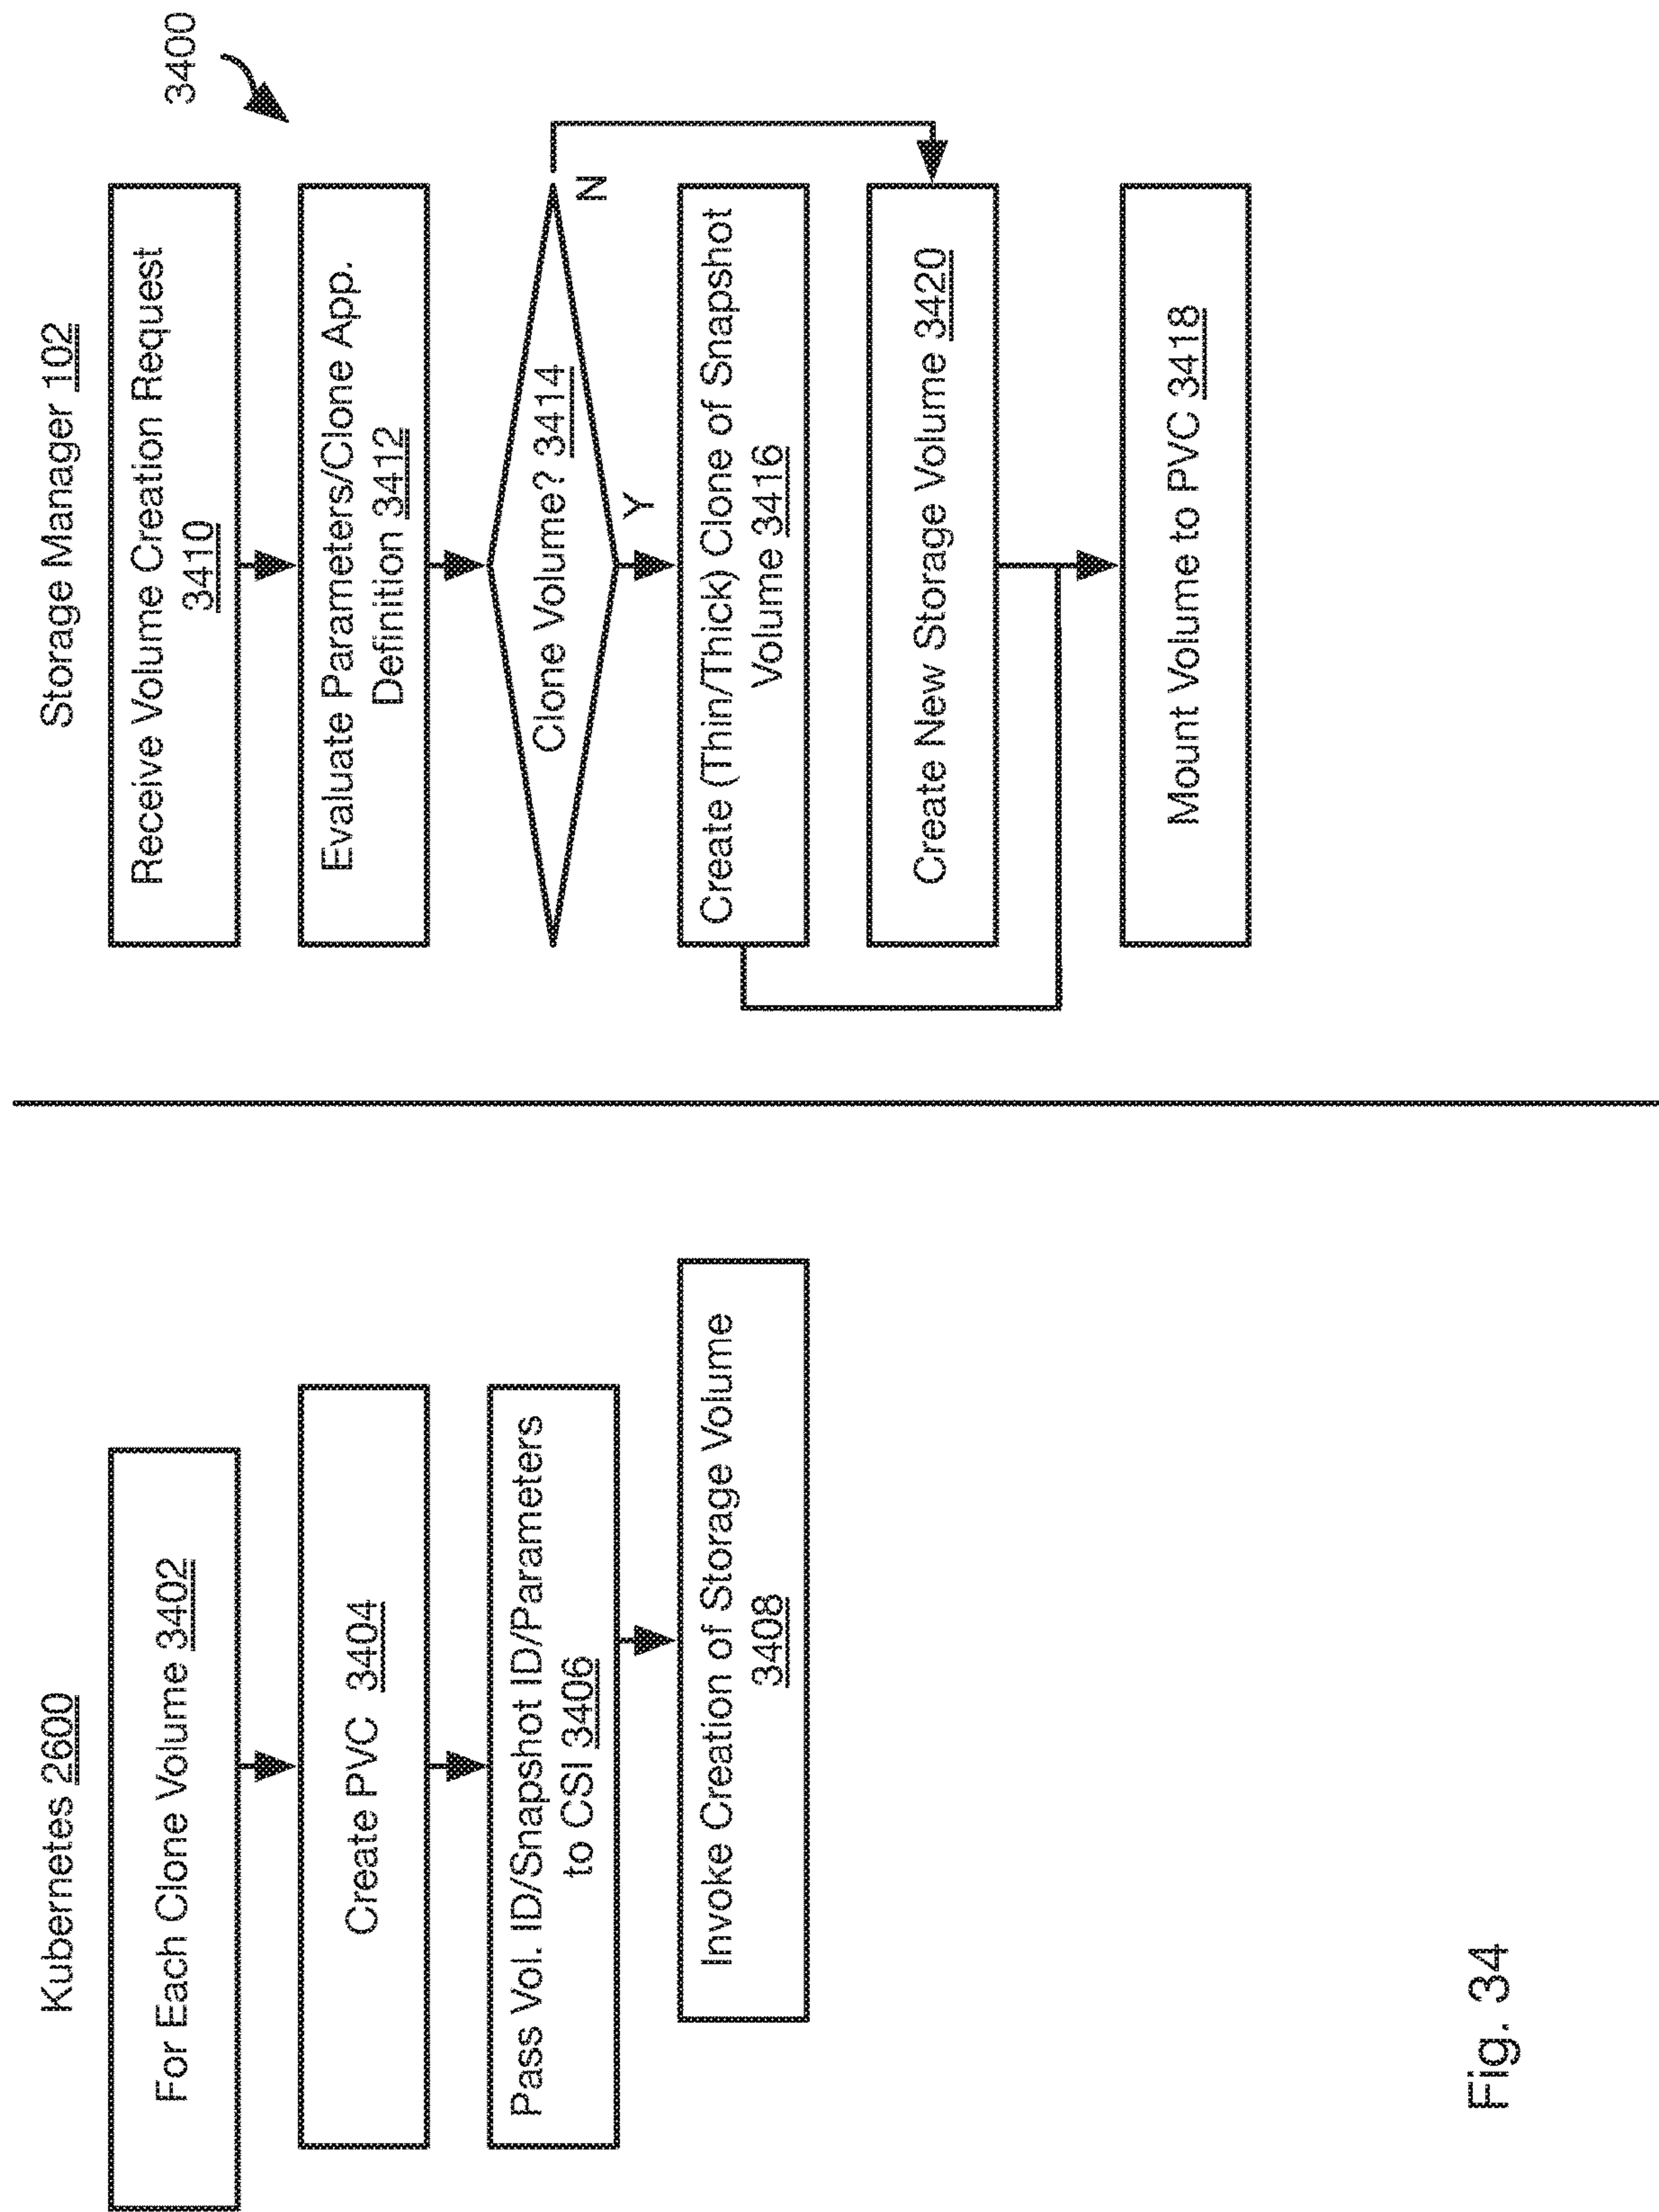 Kubernetes 2600
For Each Clone Volume 3402
Create PVC 3404
Pass Vol. ID/Snapshot ID/Parameters
to CSI 3406
Invoke Creation of Storage Volume
3408
Storage Manager 102
3400
Receive Volume Creation Request
3410
Evaluate Parameters/Clone App.
Definition 3412
Clone Volume? 3414
N
Y
Create (Thin/Thick) Clone of Snapshot
Volume 3416
Create New Storage Volume 3420
Mount Volume to PVC 3418
Fig. 34